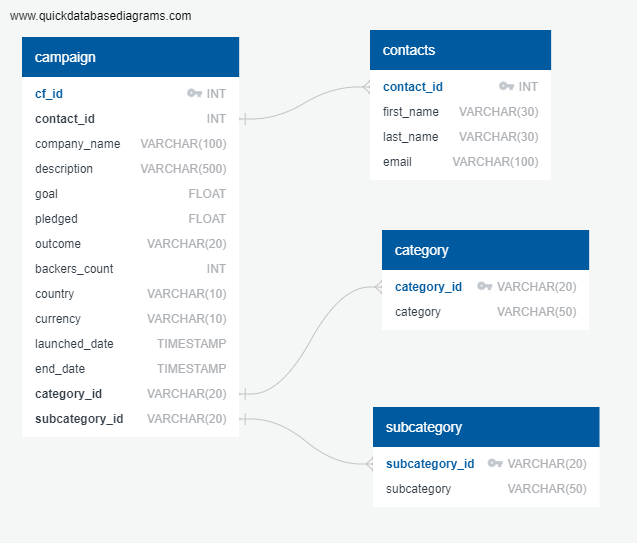 www.quickdatabasediagrams.com
campaign
cf_id INT
contact_id INT
company_name VARCHAR(100)
description VARCHAR(500)
goal FLOAT
pledged FLOAT
outcome VARCHAR(20)
backers_count INT
country VARCHAR(10)
currency VARCHAR(10)
launched_date TIMESTAMP
end_date TIMESTAMP
category_id VARCHAR(20)
subcategory_id VARCHAR(20)
contacts
contact_id INT
first_name VARCHAR(30)
last_name VARCHAR(30)
email VARCHAR(100)
category
category_id VARCHAR(20)
category VARCHAR(50)
subcategory
subcategory_id VARCHAR(20)
subcategory VARCHAR(50)